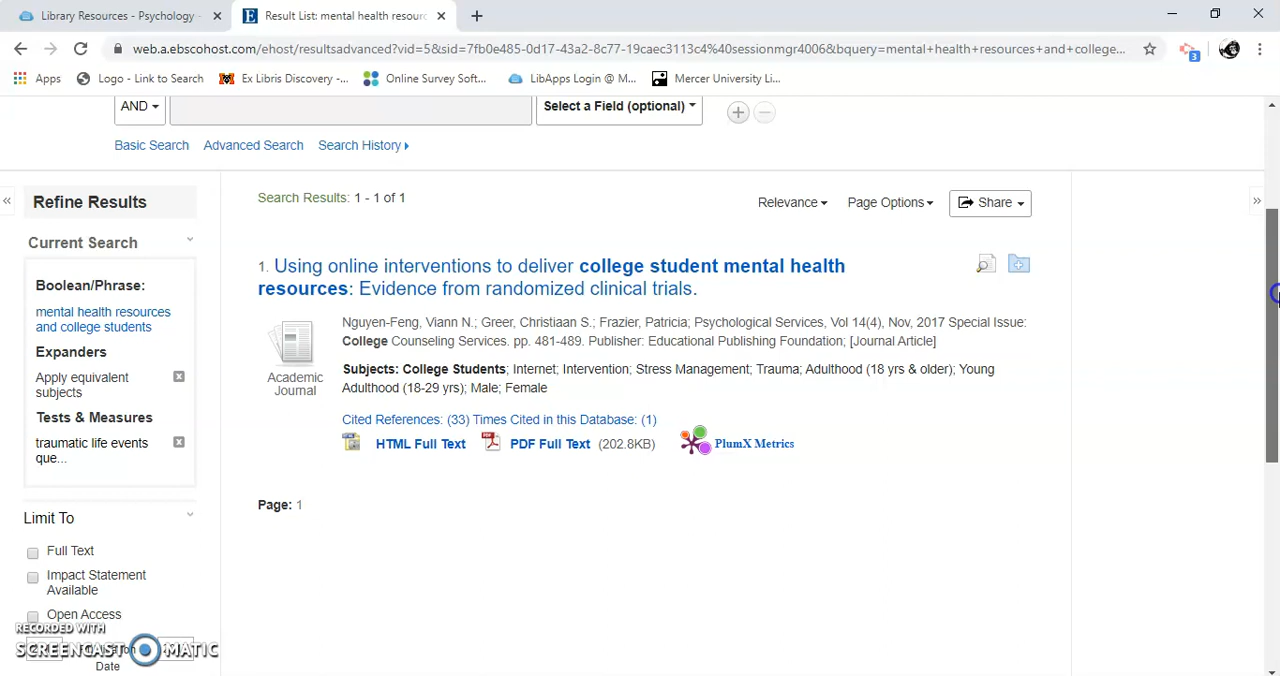 Library Resources - Psychology -
Result List: mental health resour
web.a.ebscohost.com/ehost/resultsadvanced?vid=5&sid=7fb0e485-0d17-43a2-8c77-19caec3113c4%40sessionmgr4006&bquery=mental+health+resources+and+college...
3
Apps
Logo - Link to Search
Ex Libris Discovery -...
Online Survey Soft...
LibApps Login @ M...
Mercer University Li...
AND
Select a Field (optional)
Basic Search
Advanced Search
Search History
Refine Results
Search Results: 1 - 1 of 1
Relevance
Page Options
Share
Current Search
Boolean/Phrase:
mental health resources
and college students
Expanders
Apply equivalent
subjects
Tests & Measures
traumatic life events
que...
Limit To
Full Text
Impact Statement
Available
Open Access
Date
1. Using online interventions to deliver college student mental health
resources: Evidence from randomized clinical trials.
Academic
Journal
Nguyen-Feng, Viann N.; Greer, Christiaan S.; Frazier, Patricia; Psychological Services, Vol 14(4), Nov, 2017 Special Issue:
College Counseling Services. pp. 481-489. Publisher: Educational Publishing Foundation; [Journal Article]
Subjects: College Students; Internet; Intervention; Stress Management; Trauma; Adulthood (18 yrs & older); Young
Adulthood (18-29 yrs); Male; Female
Cited References: (33) Times Cited in this Database: (1)
HTML Full Text
PDF Full Text (202.8KB)
PlumX Metrics
Page: 1
RECORDED WITH
SCREENCAST MATIC